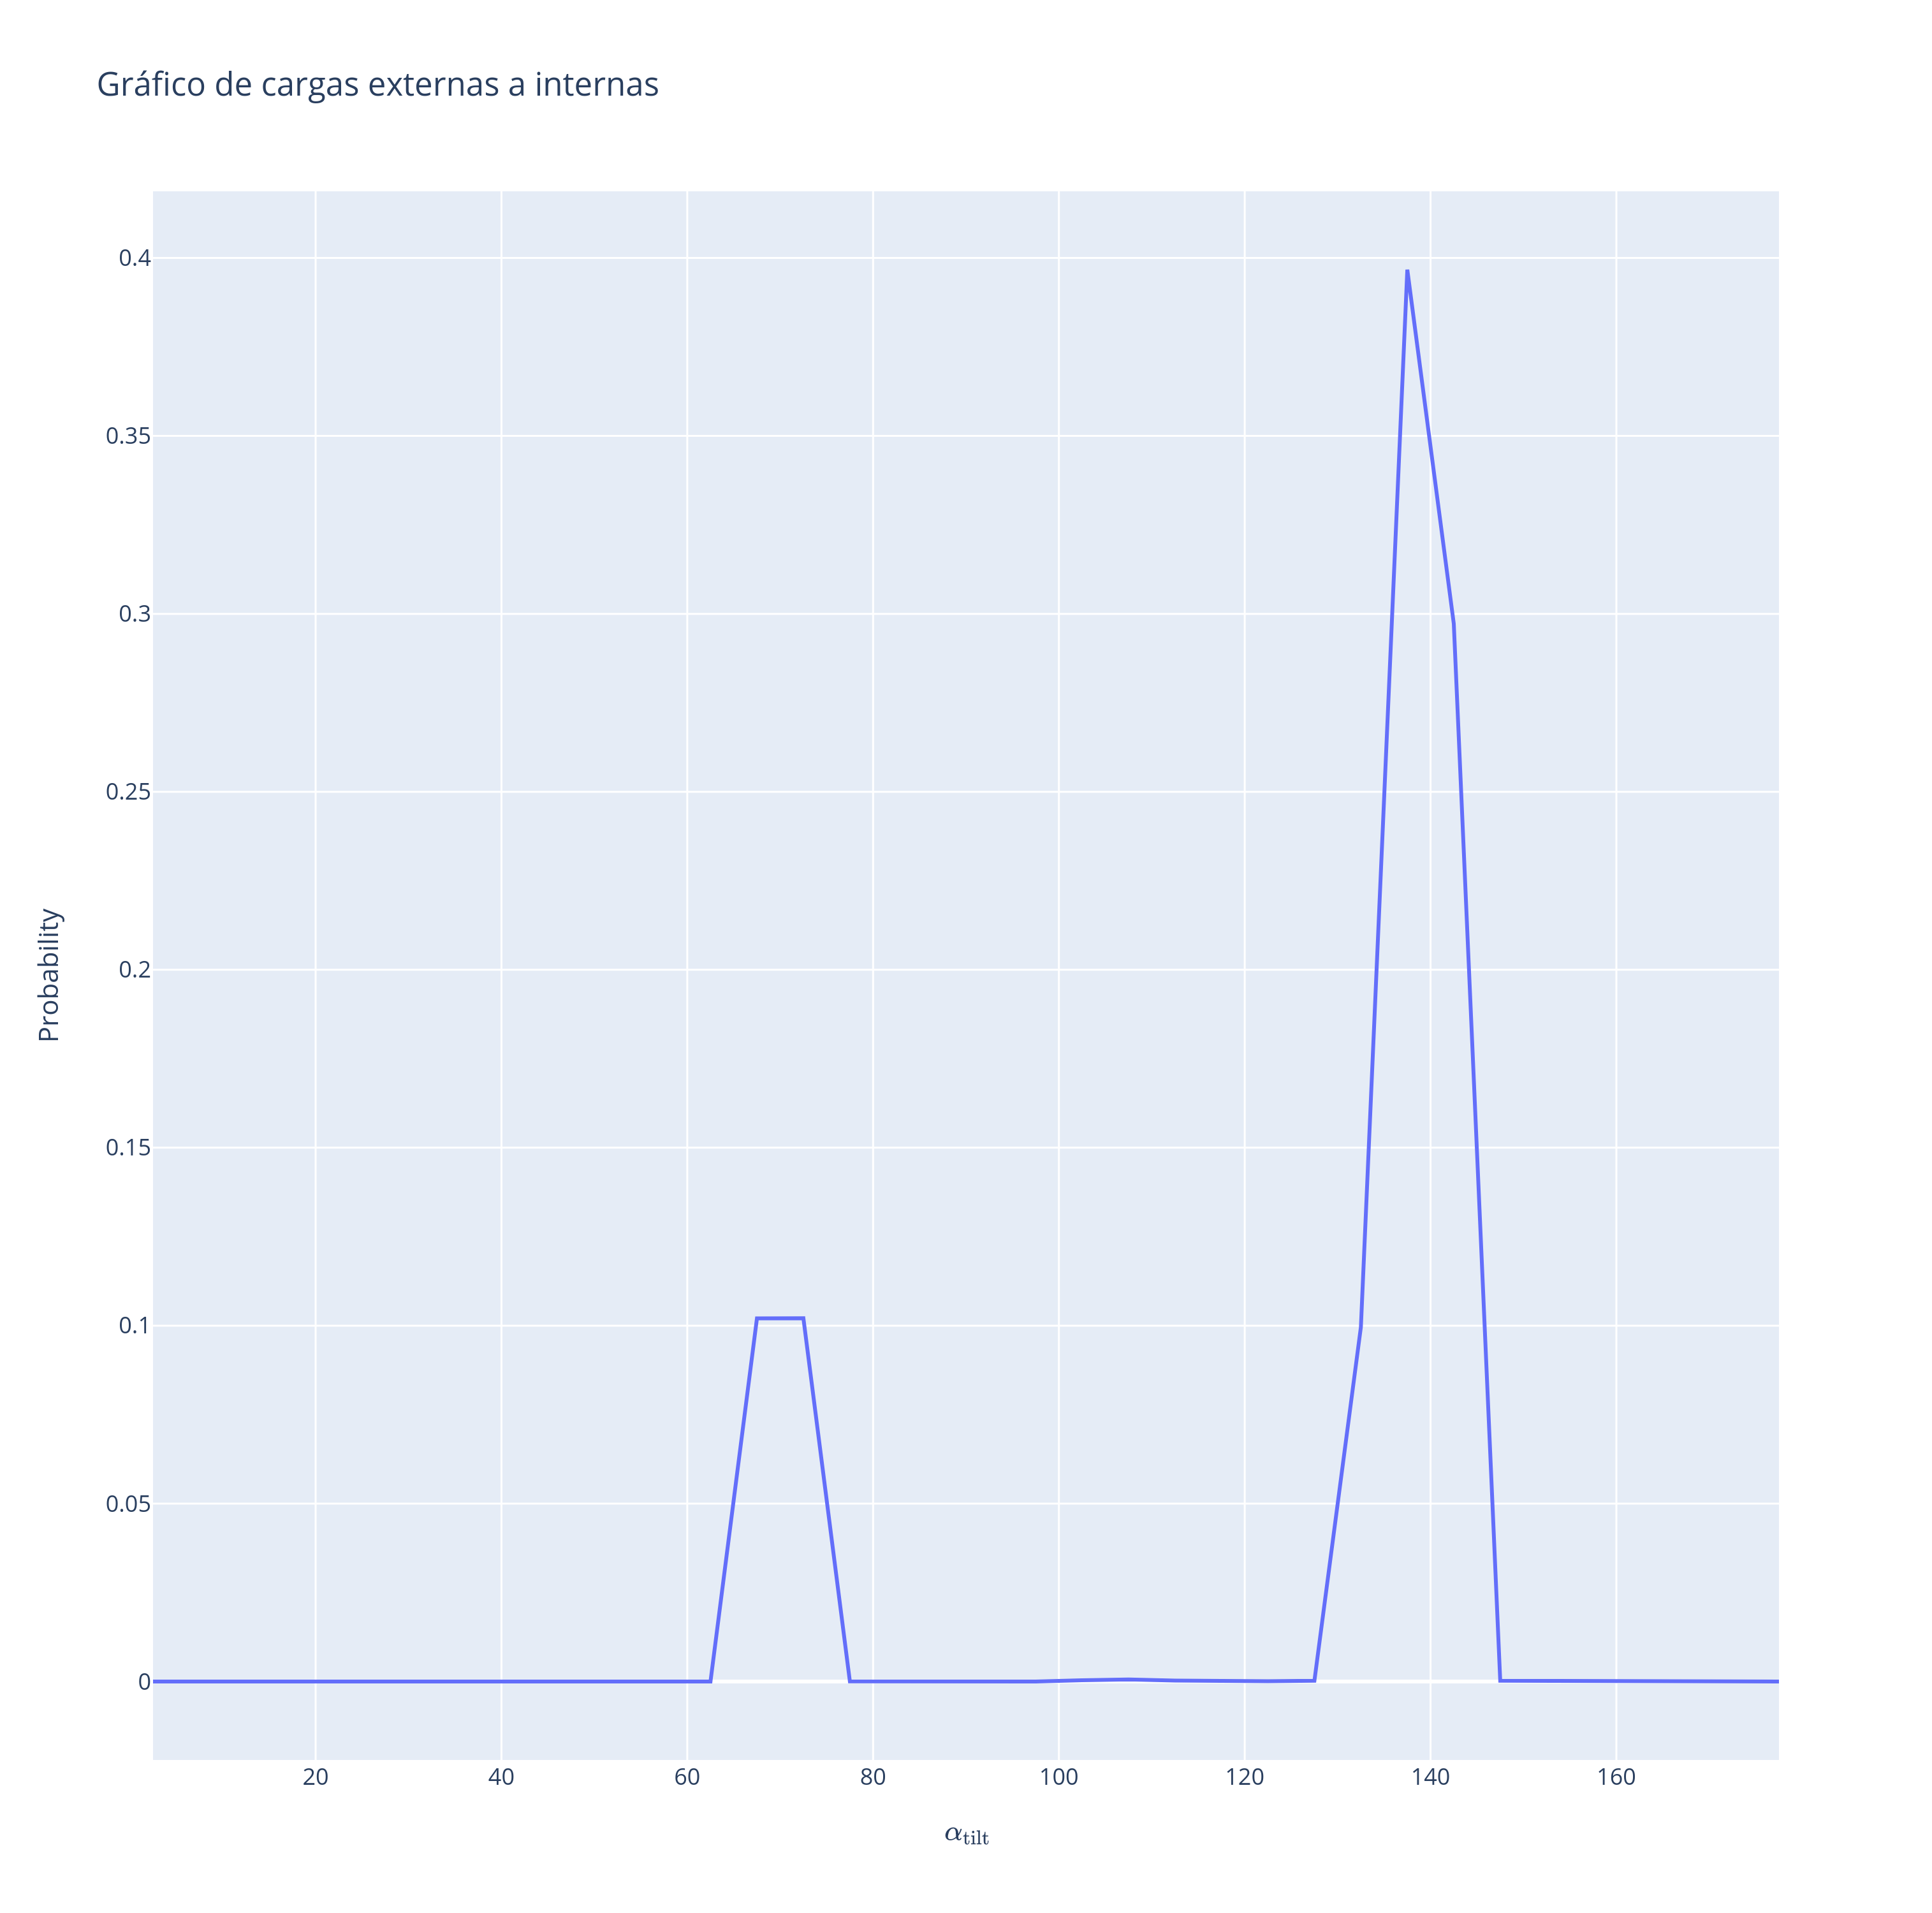 Gráfico de cargas externas a internas
0.4
0.35
0.3
0.25
0.2
0.15
0.1
0.05
0
Probability
20 40 60 80 100 120 140 160
α_tilt